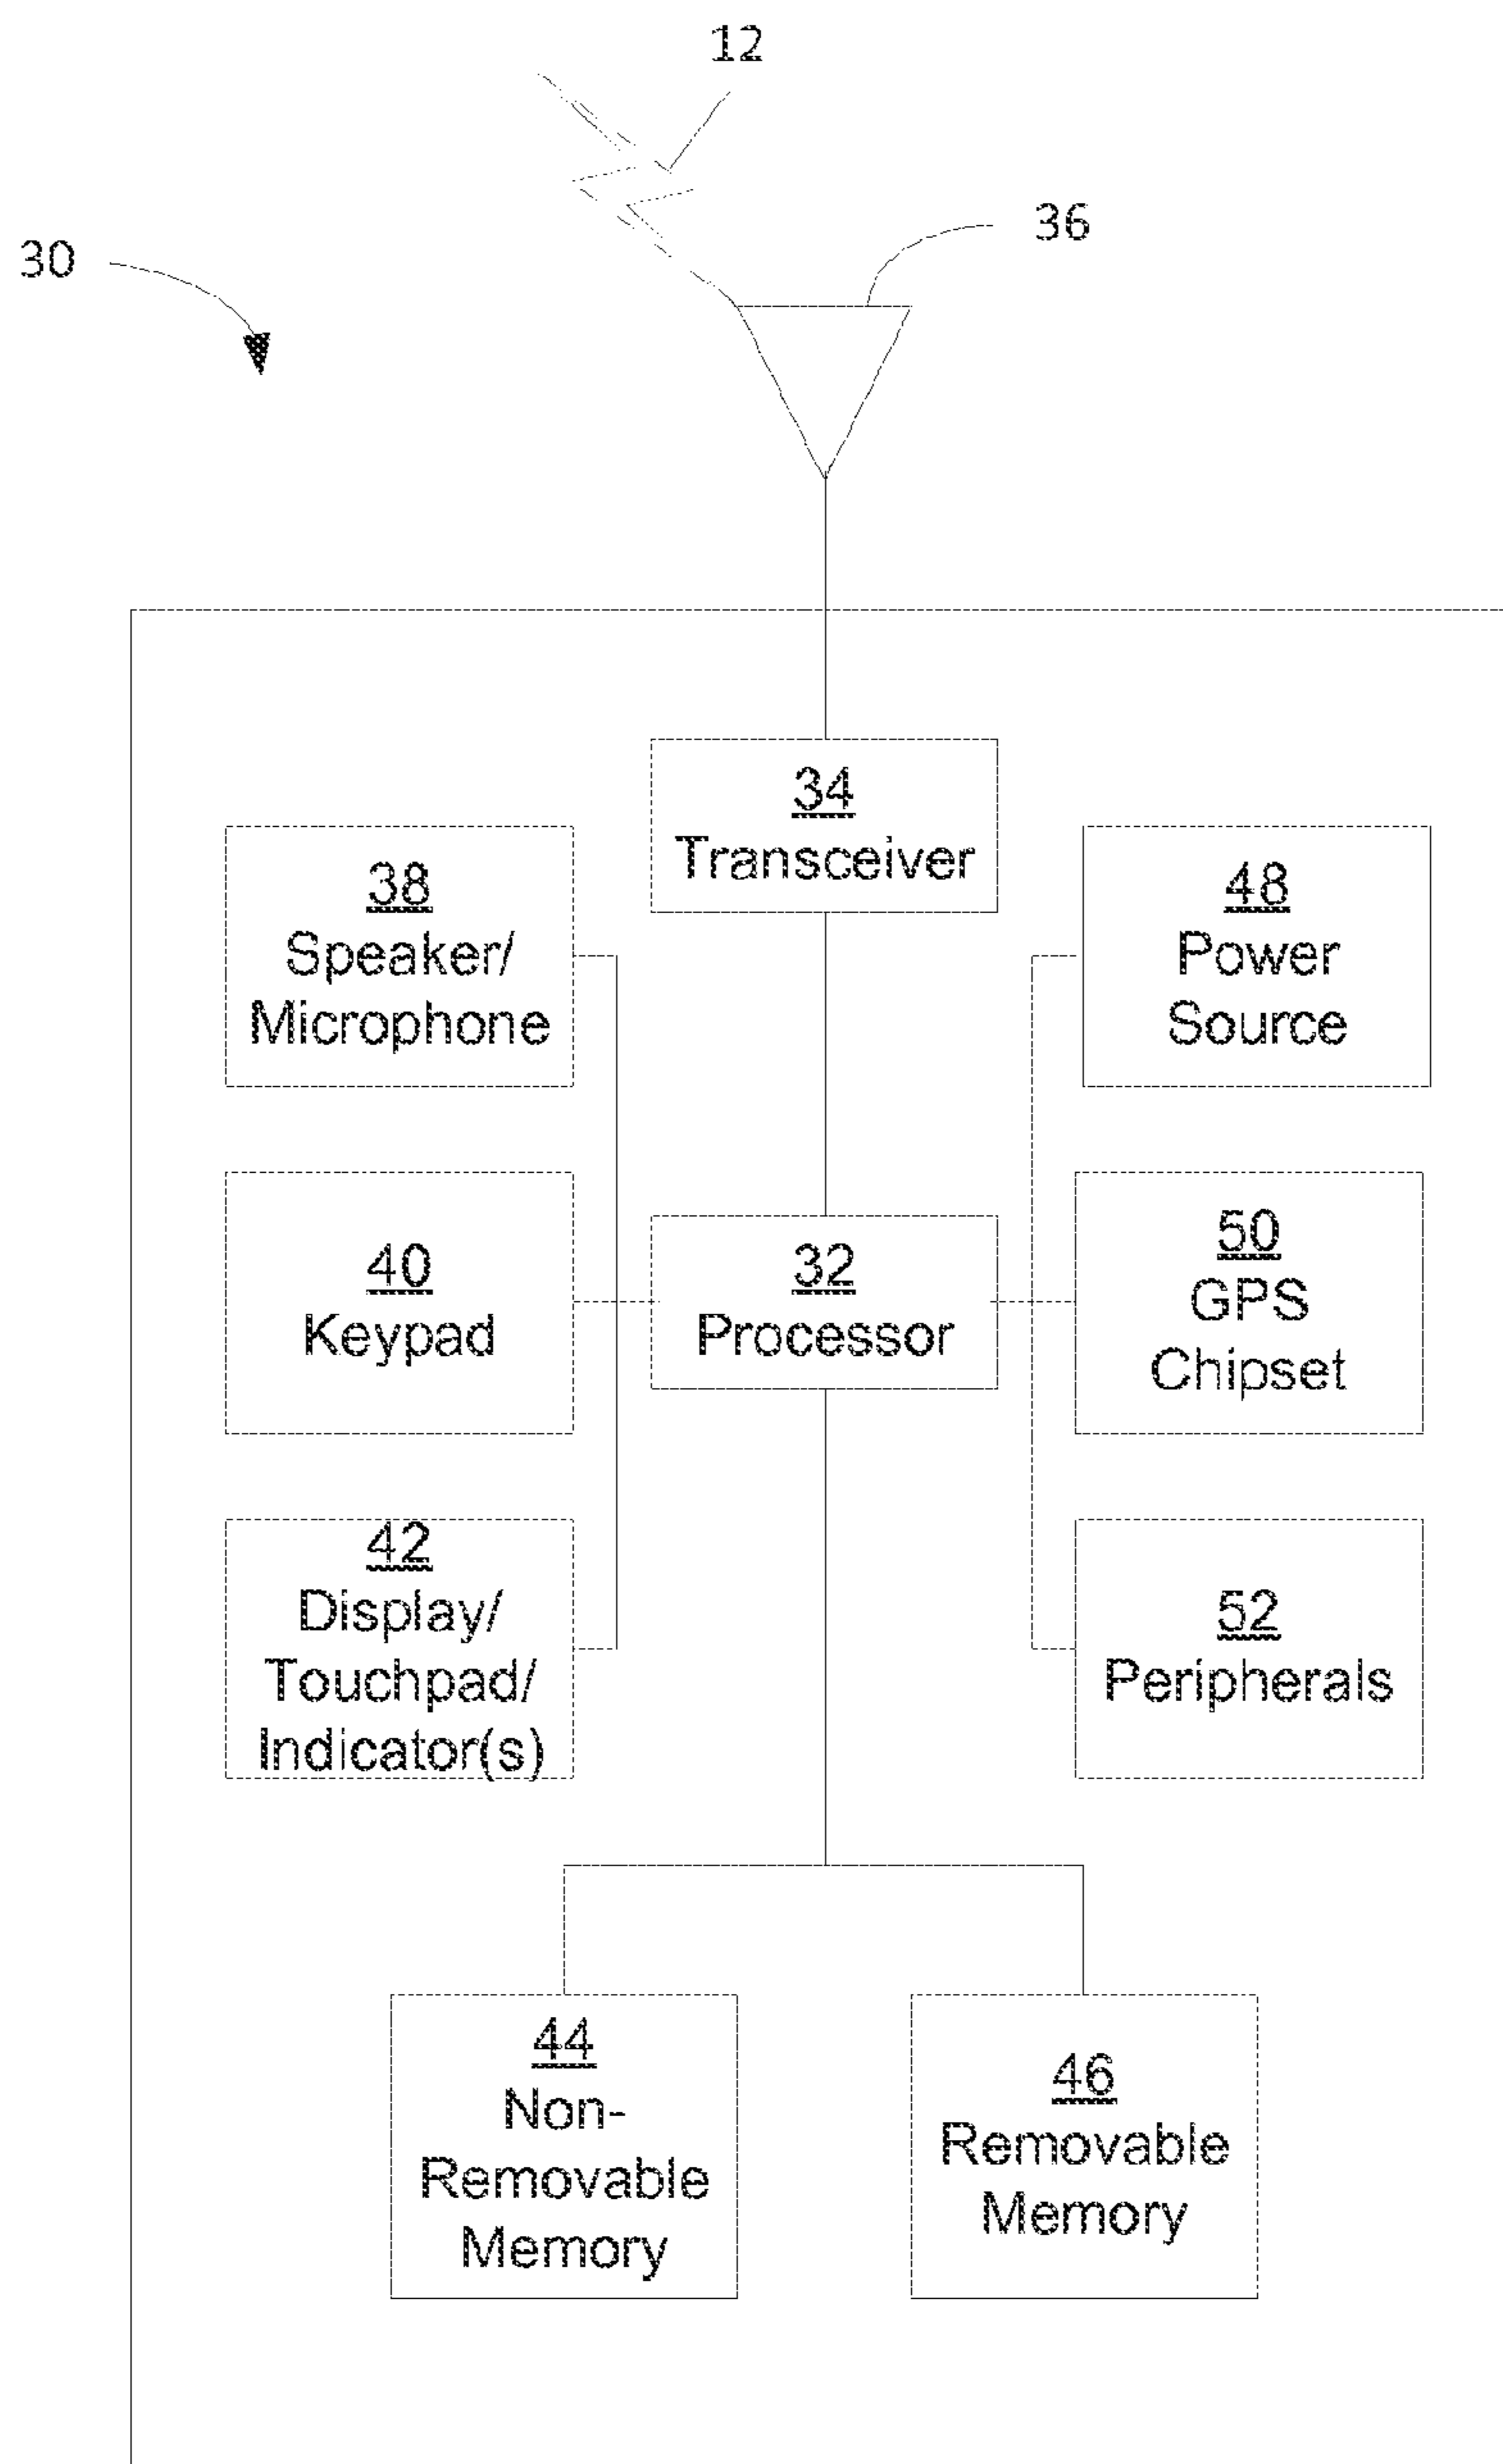 12
36
30
34
Transceiver
38
Speaker/
Microphone
48
Power
Source
40
Keypad
32
Processor
50
GPS
Chipset
42
Display/
Touchpad/
Indicator(s)
52
Peripherals
44
Non-
Removable
Memory
46
Removable
Memory